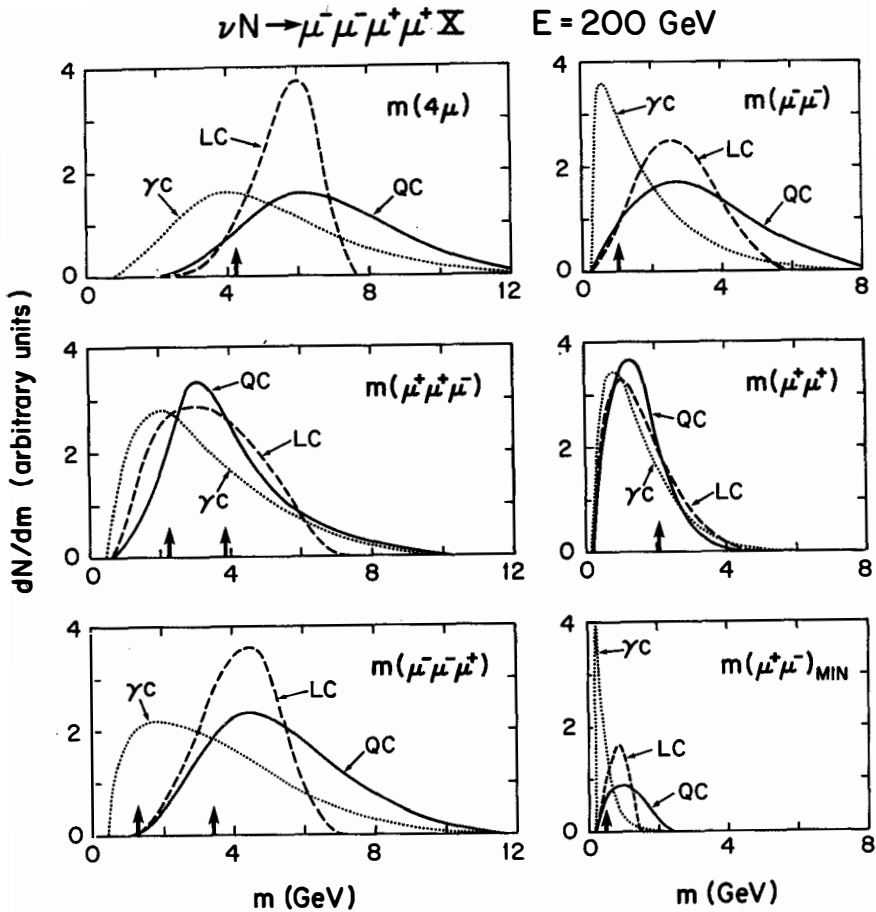 νN→μ⁻μ⁻μ⁺μ⁺X E = 200 GeV
dN/dm (arbitrary units)
4
2
0
m(4μ)
LC
γC
QC
0 4 8 12
4
2
0
m(μ⁻μ⁻)
γC
LC
QC
0 4 8
4
2
0
m(μ⁺μ⁺μ⁻)
QC
LC
γC
0 4 8 12
4
2
0
m(μ⁺μ⁺)
QC
γC
LC
0 4 8
4
2
0
m(μ⁻μ⁻μ⁺)
γC
LC
QC
0 4 8 12
m (GeV)
4
2
0
m(μ⁺μ⁻)MIN
γC
LC
QC
0 4 8
m (GeV)